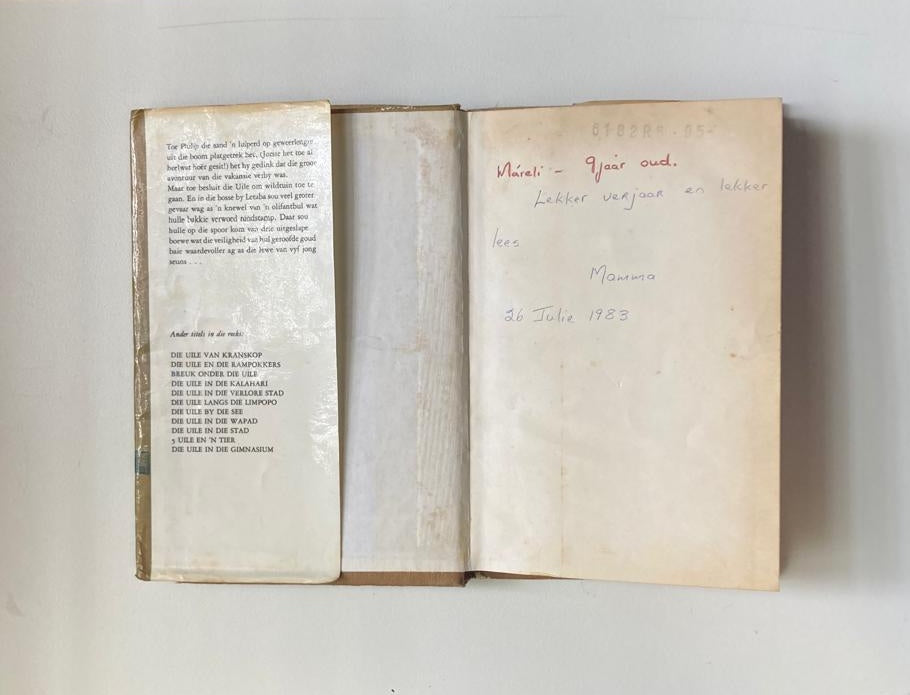 Toe Philip die aand 'n luiperd op geweerlengte
uit die boom platgetrek het, (Josse het toe al
hier hoër gesit!) het hy gedink dat die groot
avontuur van die vakansie verby was.
Maar toe besluit die Uile om wildtuin toe te
gaan. En in die bosse by Letaba sou veel groter
gevaar wag as 'n knewel van 'n olifantbul wat
hulle bakkie verwoed rondstamp. Daar sou
hulle op die spoor kom van drie uitgeslape
boewe wat die veiligheid van hul geroofde goud
baie waardevoller ag as die lewe van vyf jong
seuns . . .
Ander titels in die reeks:
DIE UILE VAN KRANSKOP
DIE UILE EN DIE RAMPOKKERS
BREUK ONDER DIE UILE
DIE UILE IN DIE KALAHARI
DIE UILE IN DIE VERLORE STAD
DIE UILE LANGS DIE LIMPOPO
DIE UILE BY DIE SEE
DIE UILE IN DIE WAPAD
DIE UILE IN DIE STAD
5 UILE EN 'N TIER
DIE UILE IN DIE GIMNASIUM
6182R
Máreli - 9 jaar oud.
Lekker verjaar en lekker
lees
Mamma
26 Julie 1983